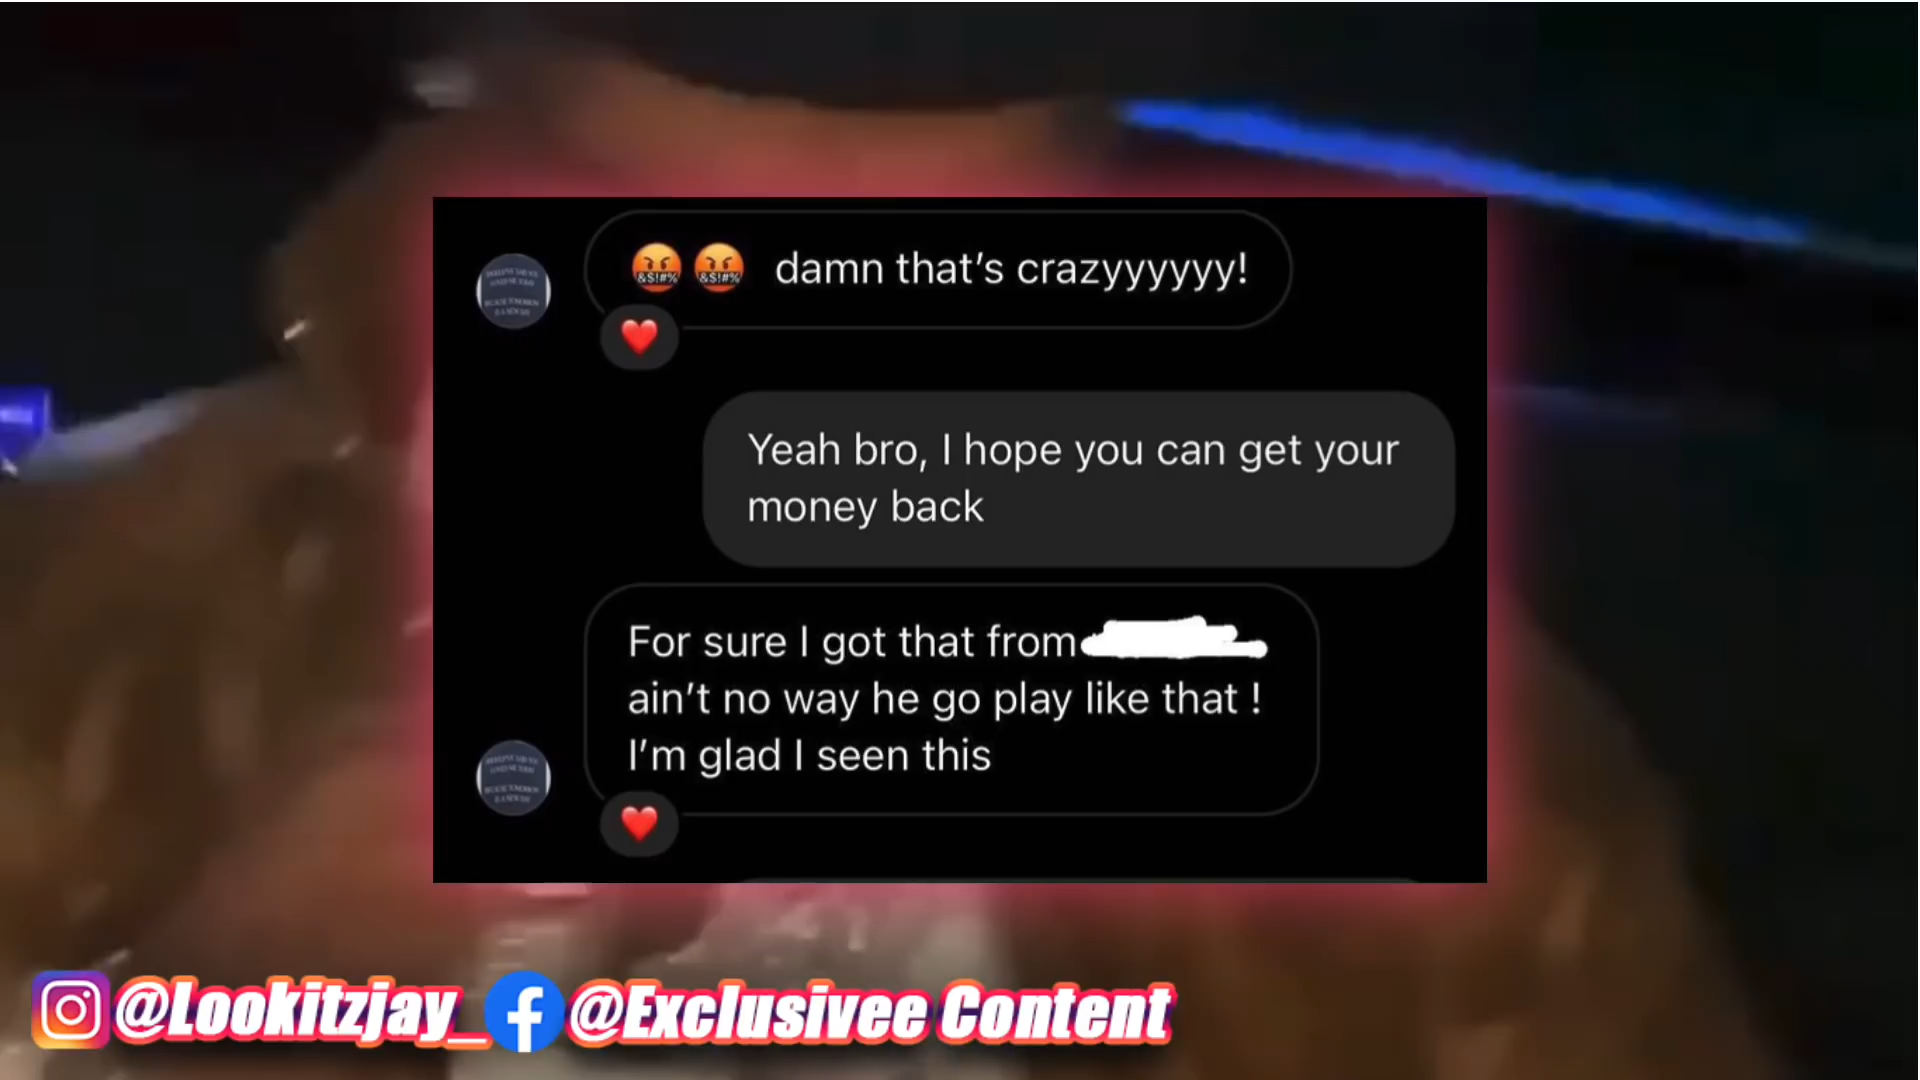 🤬 🤬 damn that's crazyyyyyy!
Yeah bro, I hope you can get your
money back
For sure I got that from
ain't no way he go play like that !
I'm glad I seen this
@Lookitzjay_ @Exclusivee Content